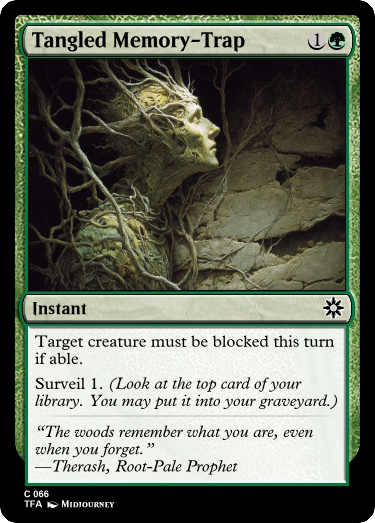 Tangled Memory-Trap 1
Instant
Target creature must be blocked this turn
if able.
Surveil 1. (Look at the top card of your
library. You may put it into your graveyard.)
“The woods remember what you are, even
when you forget.”
—Therash, Root-Pale Prophet
C 066
TFA Midjourney